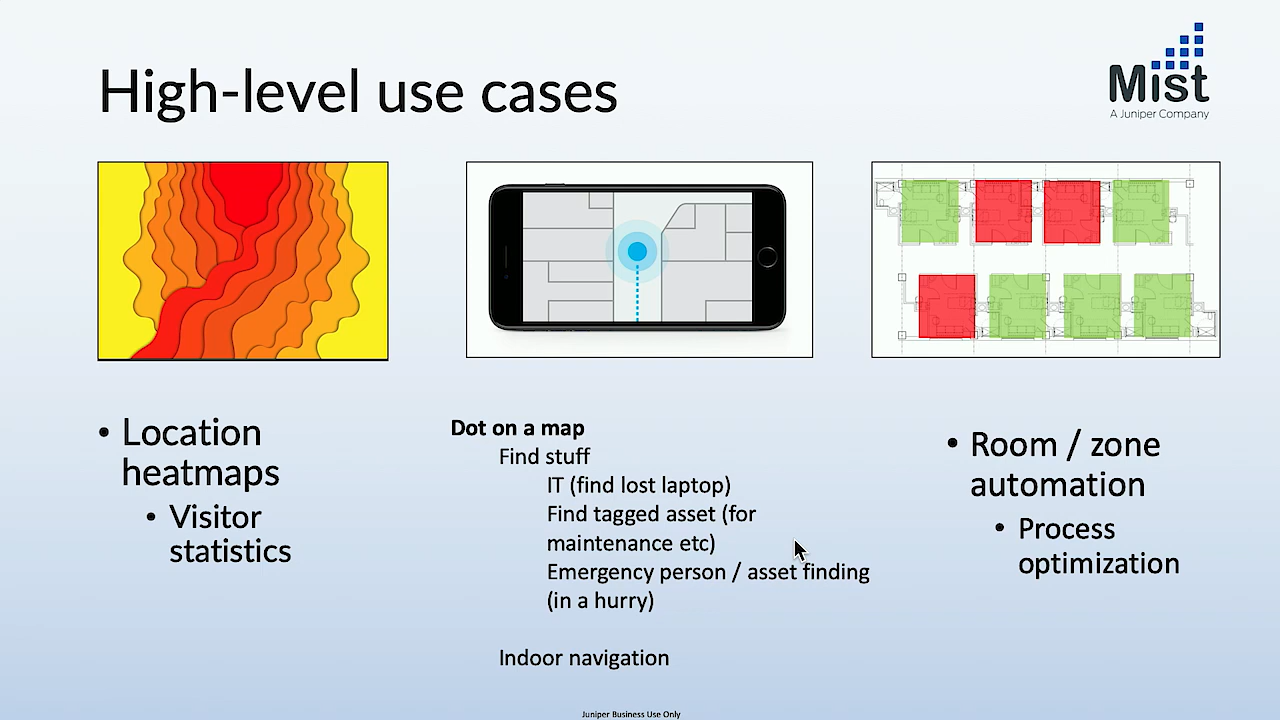 High-level use cases
Mist
A Juniper Company
• Location
heatmaps
• Visitor
statistics
Dot on a map
Find stuff
IT (find lost laptop)
Find tagged asset (for
maintenance etc)
Emergency person / asset finding
(in a hurry)
Indoor navigation
• Room / zone
automation
• Process
optimization
Juniper Business Use Only